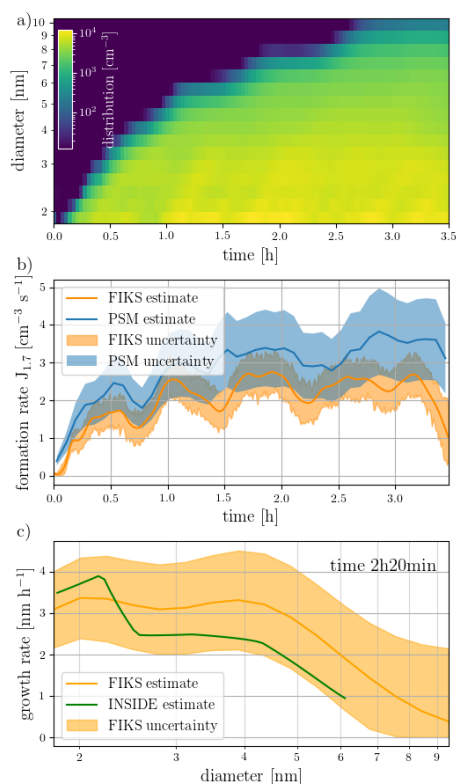 a)
10
9
8
7
6
5
4
3
2
diameter [nm]
10⁴
10³
10²
distribution [cm⁻³]
0.0 0.5 1.0 1.5 2.0 2.5 3.0 3.5
time [h]
b)
5
4
3
2
1
0
formation rate J₁.₇ [cm⁻³ s⁻¹]
FIKS estimate
PSM estimate
FIKS uncertainty
PSM uncertainty
0.0 0.5 1.0 1.5 2.0 2.5 3.0
time [h]
c)
time 2h20min
4
3
2
1
0
growth rate [nm h⁻¹]
FIKS estimate
INSIDE estimate
FIKS uncertainty
2 3 4 5 6 7 8 9
diameter [nm]